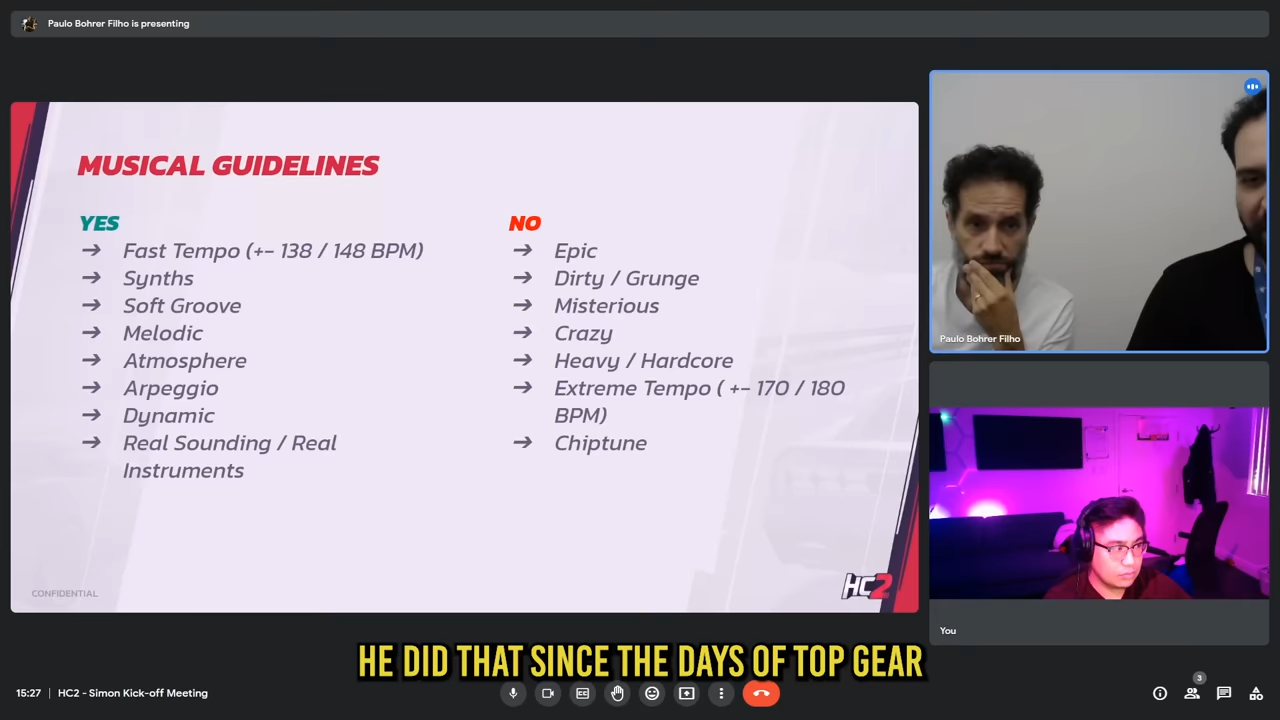 Paulo Bohrer Filho is presenting
MUSICAL GUIDELINES
YES
➔ Fast Tempo (+- 138 / 148 BPM)
➔ Synths
➔ Soft Groove
➔ Melodic
➔ Atmosphere
➔ Arpeggio
➔ Dynamic
➔ Real Sounding / Real
Instruments
NO
➔ Epic
➔ Dirty / Grunge
➔ Misterious
➔ Crazy
➔ Heavy / Hardcore
➔ Extreme Tempo ( +- 170 / 180
BPM)
➔ Chiptune
CONFIDENTIAL
HC2
Paulo Bohrer Filho
You
HE DID THAT SINCE THE DAYS OF TOP GEAR
15:27 | HC2 - Simon Kick-off Meeting
3